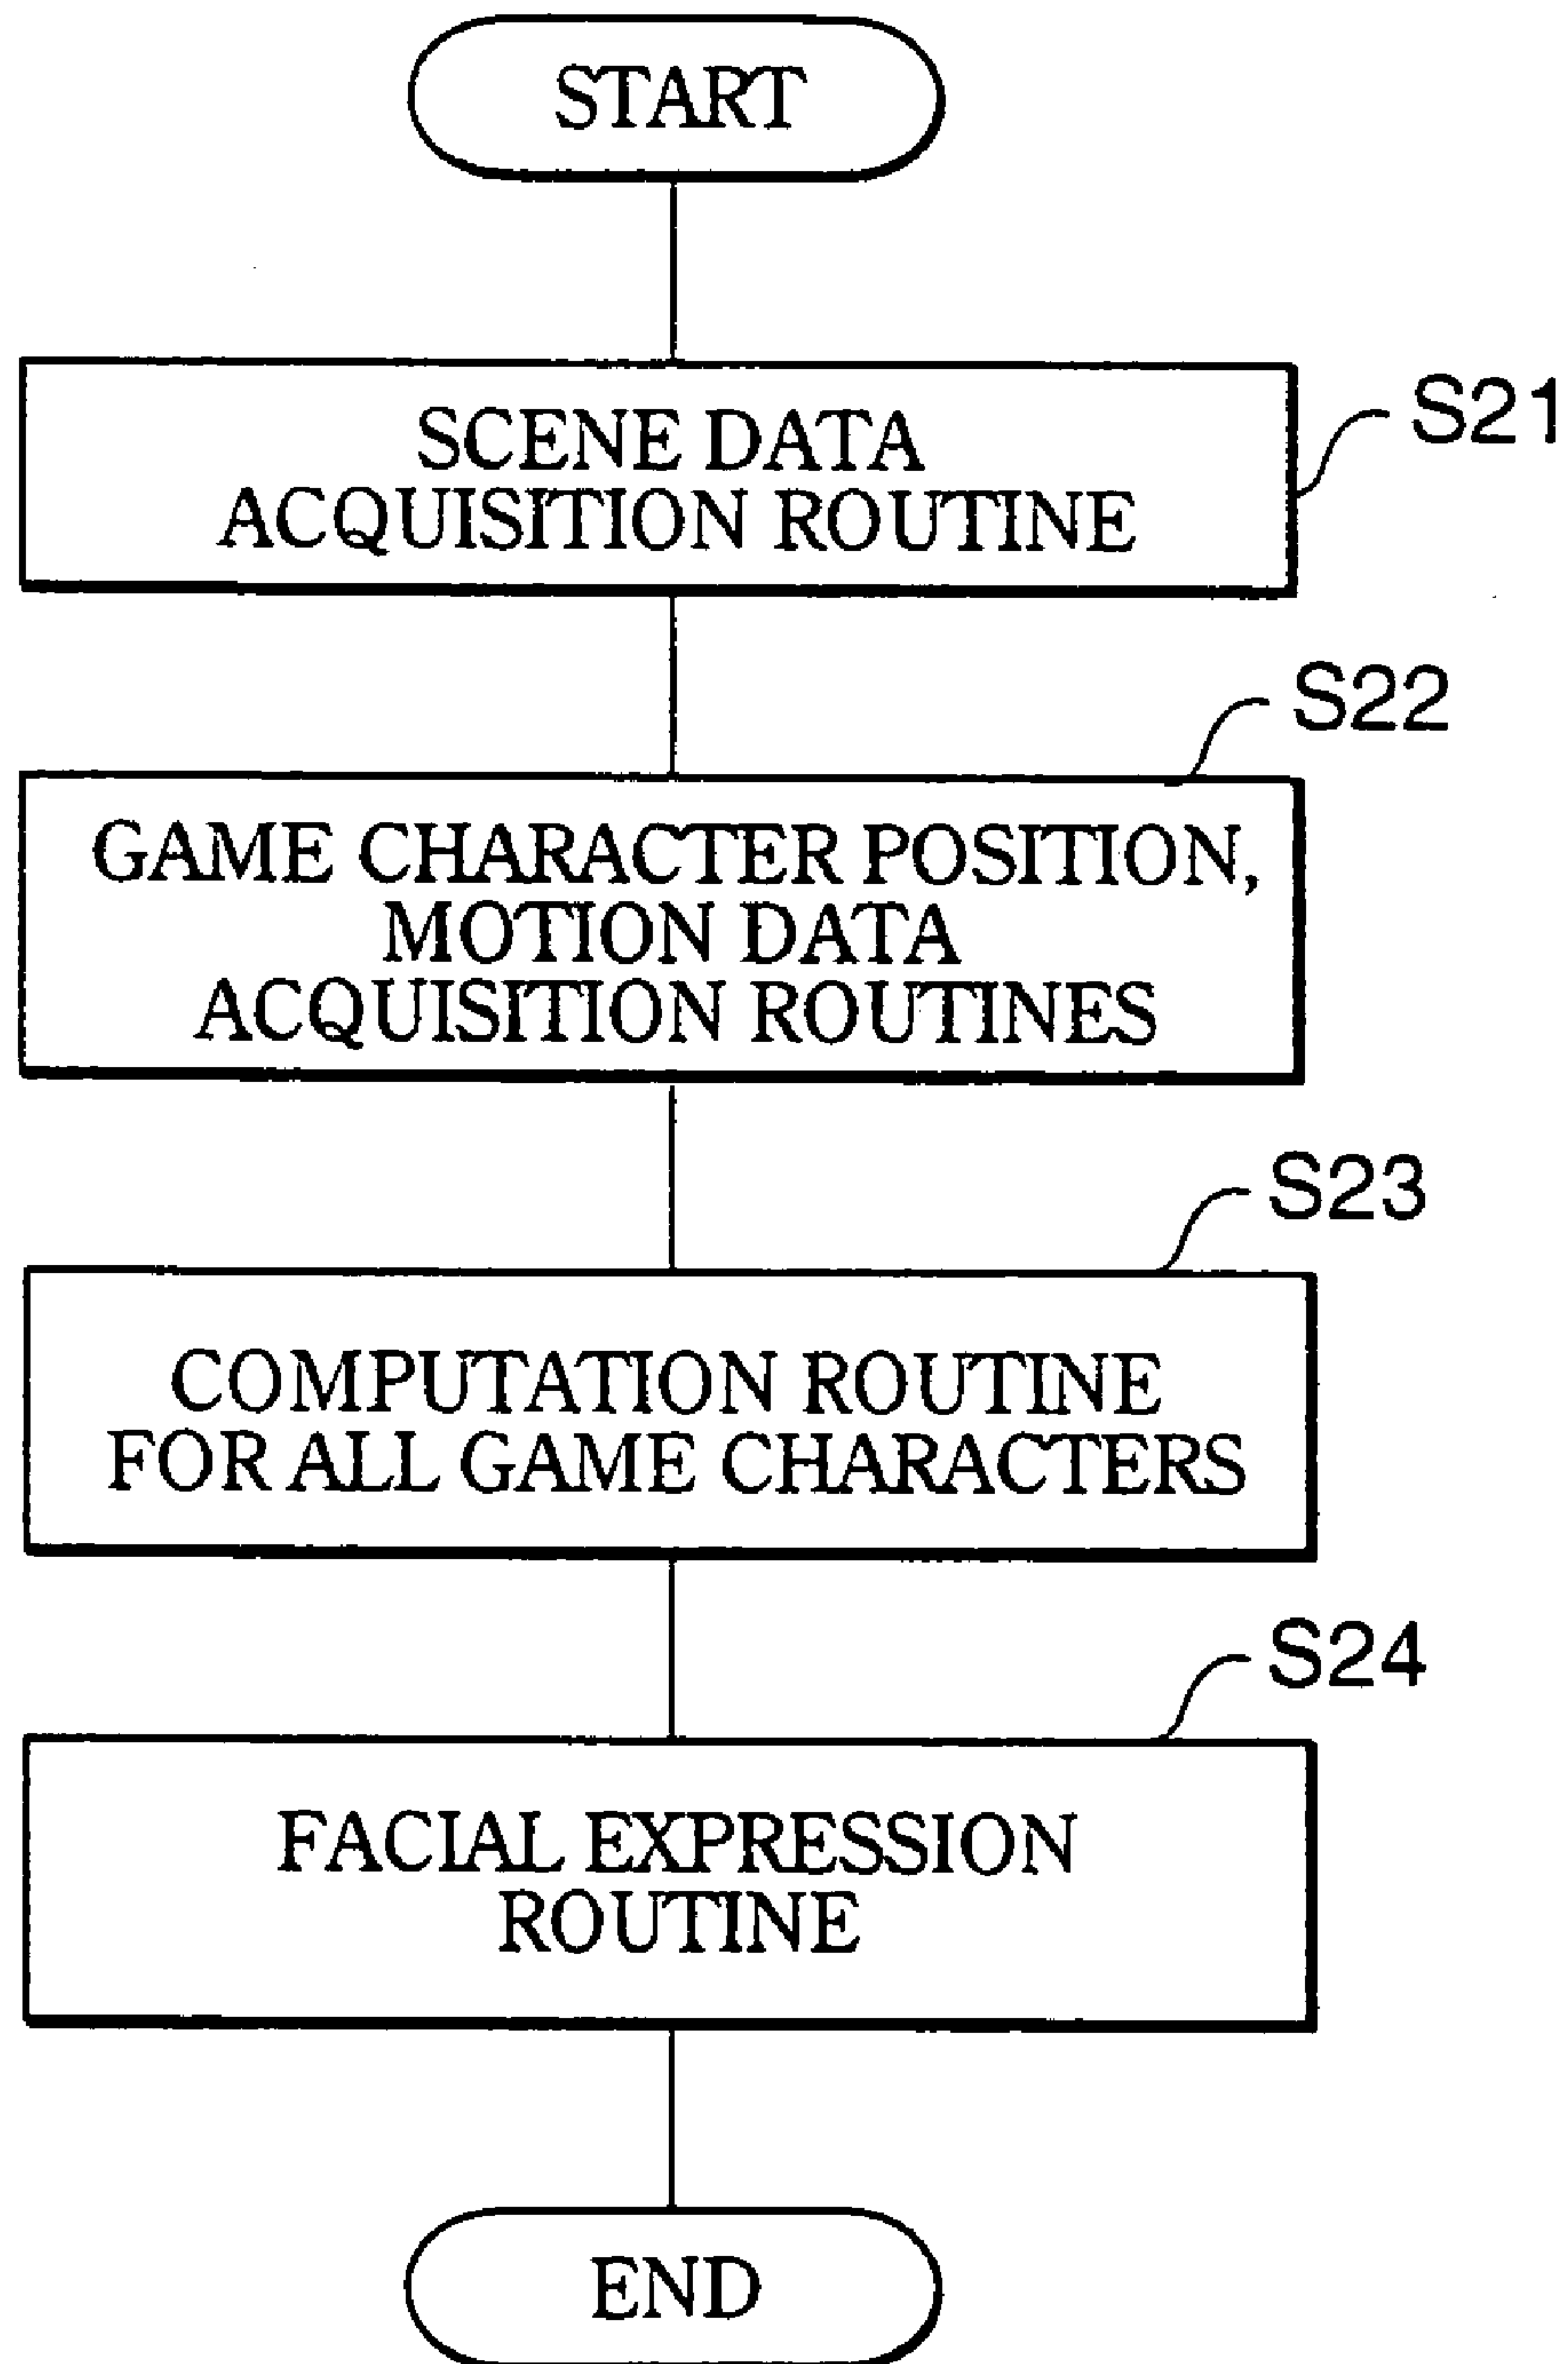 START
SCENE DATA
ACQUISITION ROUTINE
S21
S22
GAME CHARACTER POSITION,
MOTION DATA
ACQUISITION ROUTINES
S23
COMPUTATION ROUTINE
FOR ALL GAME CHARACTERS
S24
FACIAL EXPRESSION
ROUTINE
END